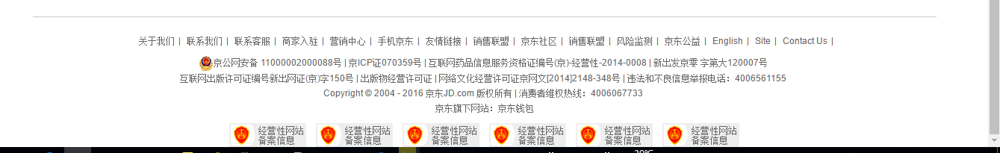 关于我们 | 联系我们 | 联系客服 | 商家入驻 | 营销中心 | 手机京东 | 友情链接 | 销售联盟 | 京东社区 | 销售联盟 | 风险监测 | 京东公益 | English | Site | Contact Us |
京公网安备 11000002000088号 | 京ICP证070359号 | 互联网药品信息服务资格证编号(京)-经营性-2014-0008 | 新出发京零 字第大120007号
互联网出版许可证编号新出网证(京)字150号 | 出版物经营许可证 | 网络文化经营许可证京网文[2014]2148-348号 | 违法和不良信息举报电话：4006561155
Copyright © 2004 - 2016 京东JD.com 版权所有 | 消费者维权热线：4006067733
京东旗下网站：京东钱包
经营性网站 经营性网站 经营性网站 经营性网站 经营性网站 经营性网站
备案信息 备案信息 备案信息 备案信息 备案信息 备案信息